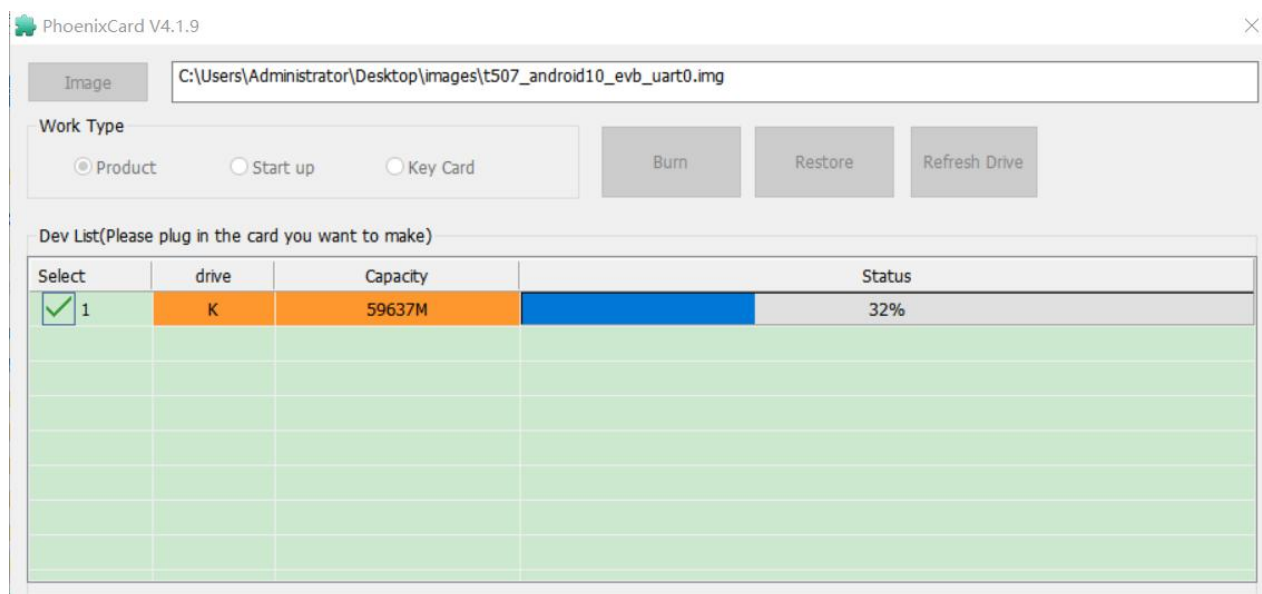 PhoenixCard V4.1.9
Image C:\Users\Administrator\Desktop\images\t507_android10_evb_uart0.img
Work Type
Product Start up Key Card Burn Restore Refresh Drive
Dev List(Please plug in the card you want to make)
Select drive Capacity Status
1 K 59637M 32%